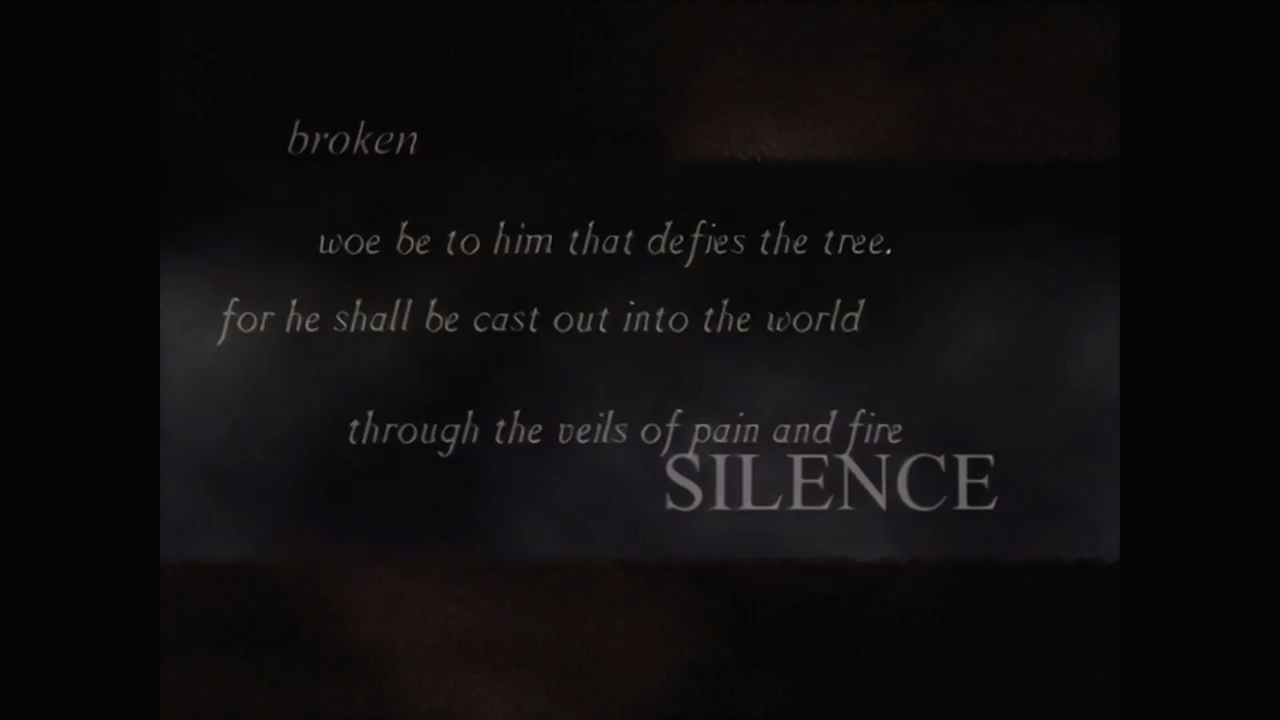 broken
woe be to him that defies the tree.
for he shall be cast out into the world
through the veils of pain and fire
SILENCE